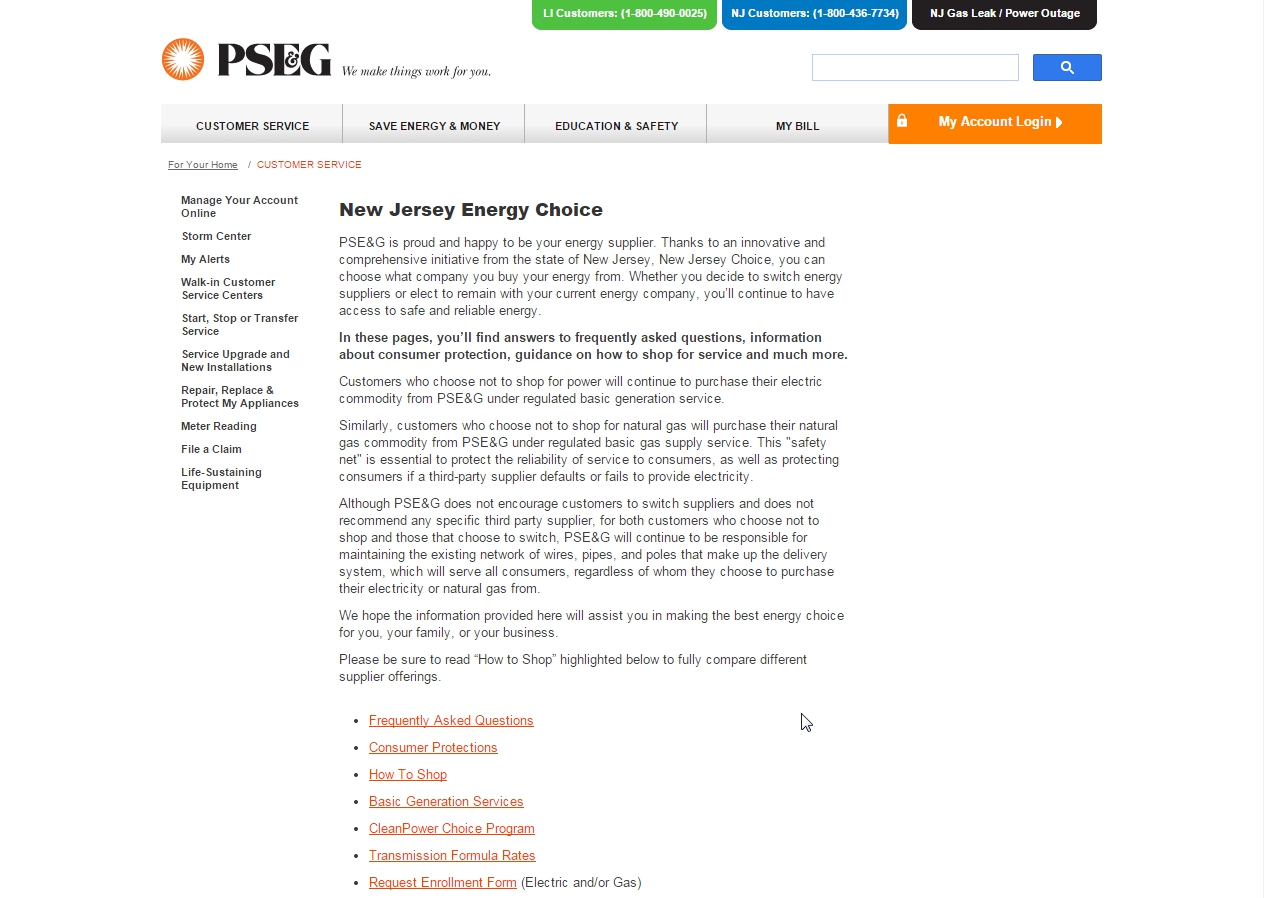 LI Customers: (1-800-490-0025)
NJ Customers: (1-800-436-7734)
NJ Gas Leak / Power Outage
PSE&G We make things work for you.
CUSTOMER SERVICE
SAVE ENERGY & MONEY
EDUCATION & SAFETY
MY BILL
My Account Login
For Your Home / CUSTOMER SERVICE
Manage Your Account
Online
Storm Center
My Alerts
Walk-in Customer
Service Centers
Start, Stop or Transfer
Service
Service Upgrade and
New Installations
Repair, Replace &
Protect My Appliances
Meter Reading
File a Claim
Life-Sustaining
Equipment
New Jersey Energy Choice
PSE&G is proud and happy to be your energy supplier. Thanks to an innovative and
comprehensive initiative from the state of New Jersey, New Jersey Choice, you can
choose what company you buy your energy from. Whether you decide to switch energy
suppliers or elect to remain with your current energy company, you’ll continue to have
access to safe and reliable energy.
In these pages, you’ll find answers to frequently asked questions, information
about consumer protection, guidance on how to shop for service and much more.
Customers who choose not to shop for power will continue to purchase their electric
commodity from PSE&G under regulated basic generation service.
Similarly, customers who choose not to shop for natural gas will purchase their natural
gas commodity from PSE&G under regulated basic gas supply service. This "safety
net" is essential to protect the reliability of service to consumers, as well as protecting
consumers if a third-party supplier defaults or fails to provide electricity.
Although PSE&G does not encourage customers to switch suppliers and does not
recommend any specific third party supplier, for both customers who choose not to
shop and those that choose to switch, PSE&G will continue to be responsible for
maintaining the existing network of wires, pipes, and poles that make up the delivery
system, which will serve all consumers, regardless of whom they choose to purchase
their electricity or natural gas from.
We hope the information provided here will assist you in making the best energy choice
for you, your family, or your business.
Please be sure to read “How to Shop” highlighted below to fully compare different
supplier offerings.
• Frequently Asked Questions
• Consumer Protections
• How To Shop
• Basic Generation Services
• CleanPower Choice Program
• Transmission Formula Rates
• Request Enrollment Form (Electric and/or Gas)